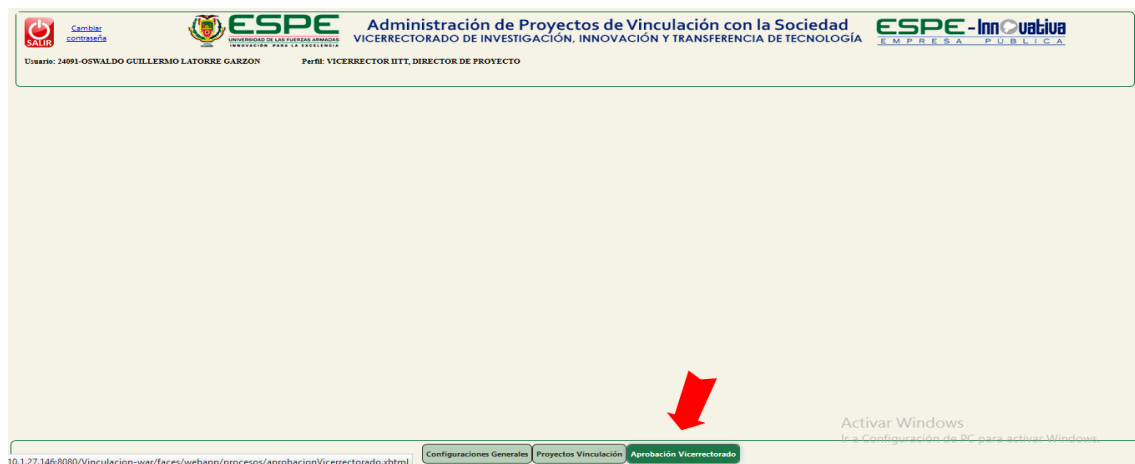 SALIR
Cambiar
contraseña
ESPE
UNIVERSIDAD DE LAS FUERZAS ARMADAS
INNOVACIÓN PARA LA EXCELENCIA
Administración de Proyectos de Vinculación con la Sociedad
VICERRECTORADO DE INVESTIGACIÓN, INNOVACIÓN Y TRANSFERENCIA DE TECNOLOGÍA
ESPE-Innovativa
EMPRESA PÚBLICA
Usuario: 24091-OSWALDO GUILLERMO LATORRE GARZON Perfil: VICERRECTOR IITT, DIRECTOR DE PROYECTO
Activar Windows
Ir a Configuración de PC para activar Windows.
Configuraciones Generales Proyectos Vinculación Aprobación Vicerrectorado
10.1.27.146:8080/Vinculacion-war/faces/webapp/procesos/aprobacionVicerrectorado.xhtml